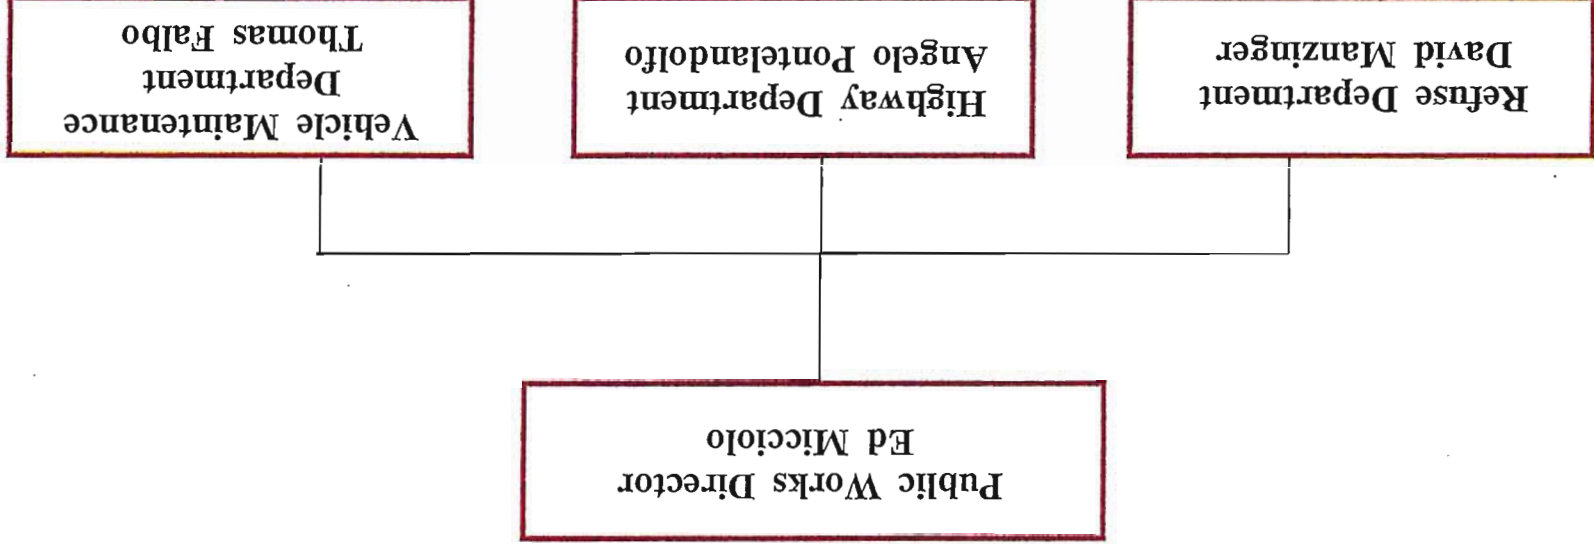 Public Works Director
Ed Micciolo
Refuse Department
David Manzinger
Highway Department
Angelo Pontelandolfo
Vehicle Maintenance
Department
Thomas Falbo